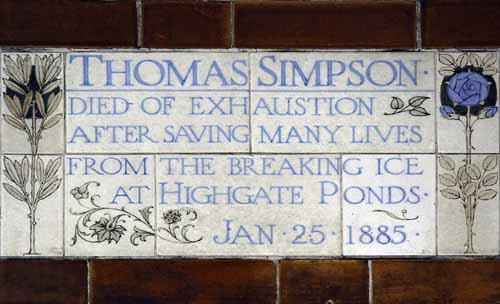 THOMAS SIMPSON·
DIED· OF EXHAUSTION
AFTER SAVING MANY LIVES
FROM THE BREAKING ICE
AT HIGHGATE PONDS·
JAN· 25· 1885·